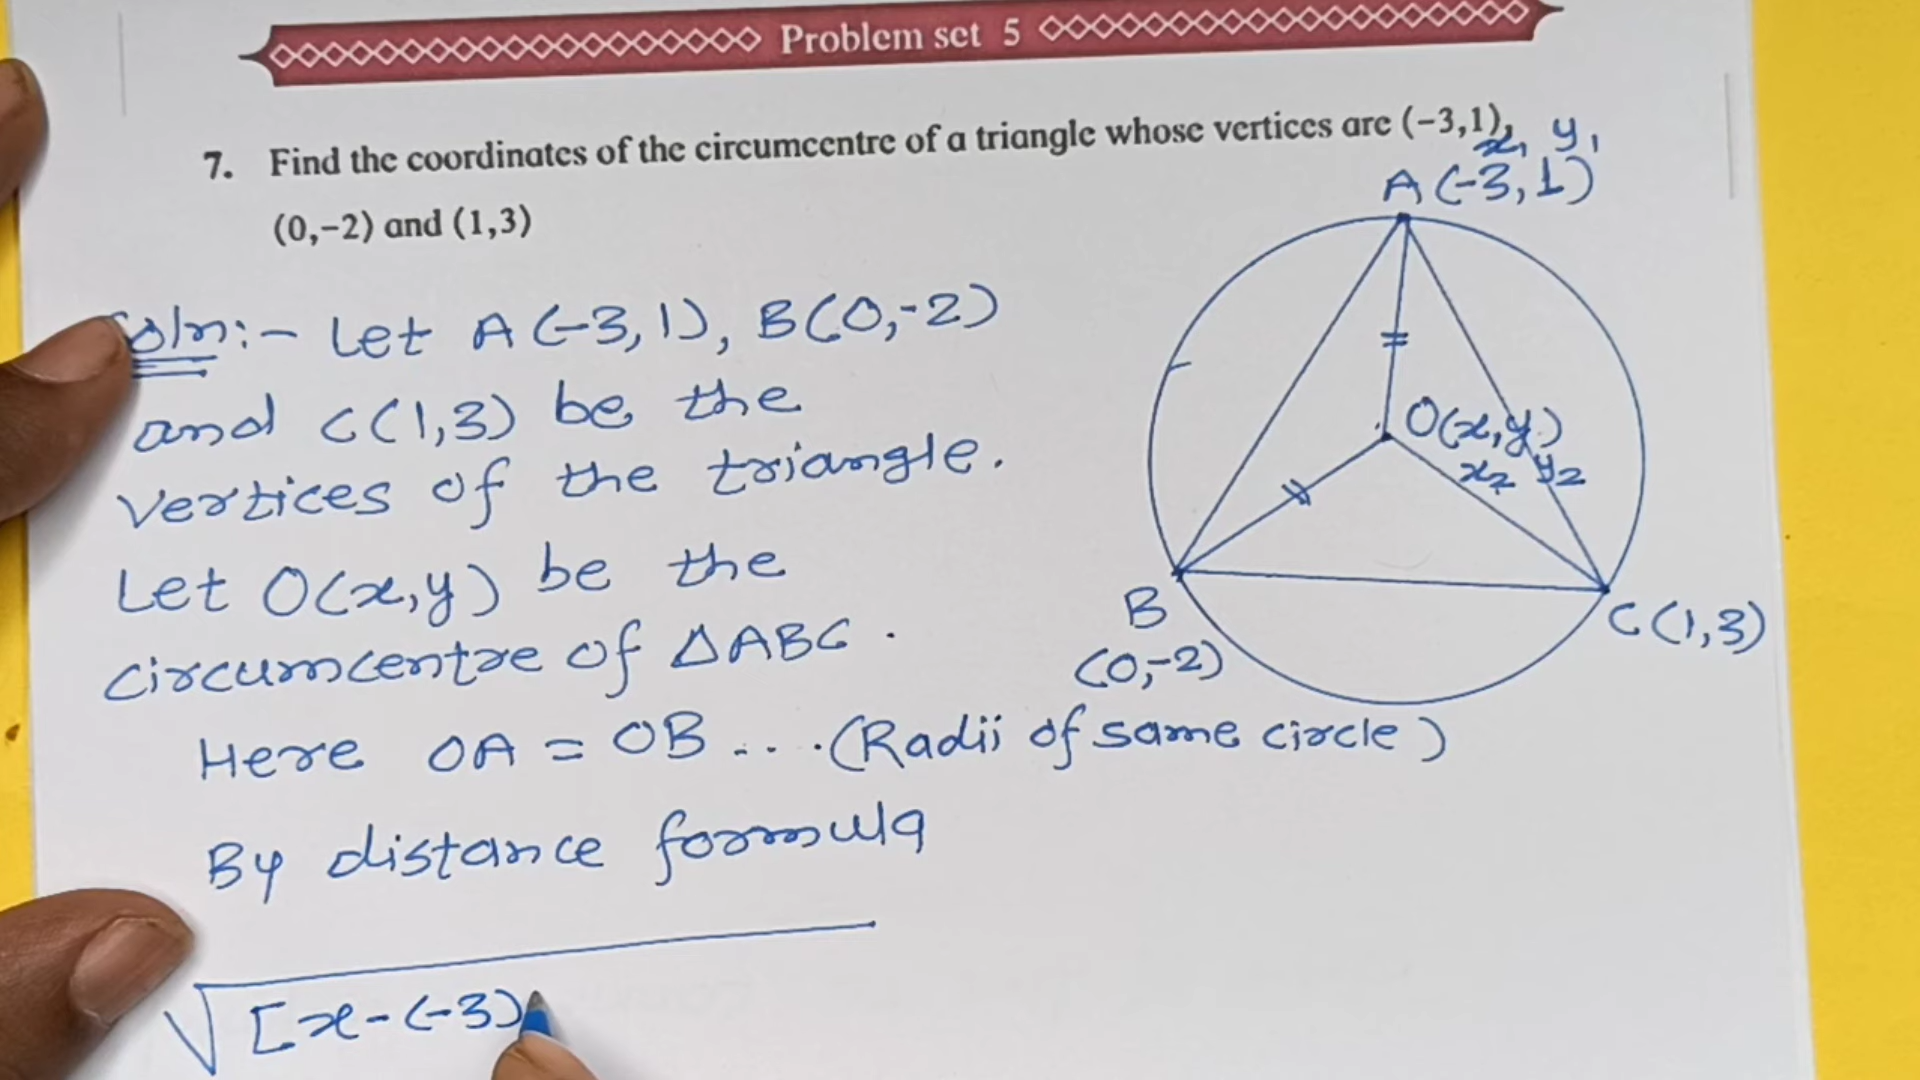 Problem set 5
7. Find the coordinates of the circumcentre of a triangle whose vertices are (-3,1),
(0,-2) and (1,3)
x₁ y₁
A (-3, 1)
Soln:- Let A (-3, 1), B(0,-2)
and C(1,3) be the
vertices of the triangle.
O(x,y)
x₂ y₂
Let O(x,y) be the
circumcentre of △ABC.
B
(0,-2)
C (1, 3)
Here OA = OB ....(Radii of same circle)
By distance formula
√[x-(-3)